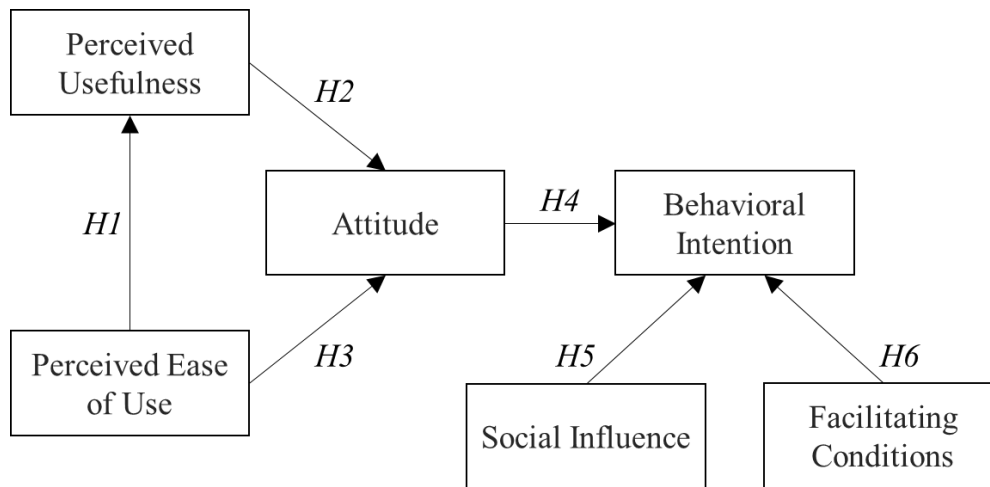 Perceived
Usefulness
H2
H1
Attitude
H4
Behavioral
Intention
Perceived Ease
of Use
H3
H5
H6
Social Influence
Facilitating
Conditions